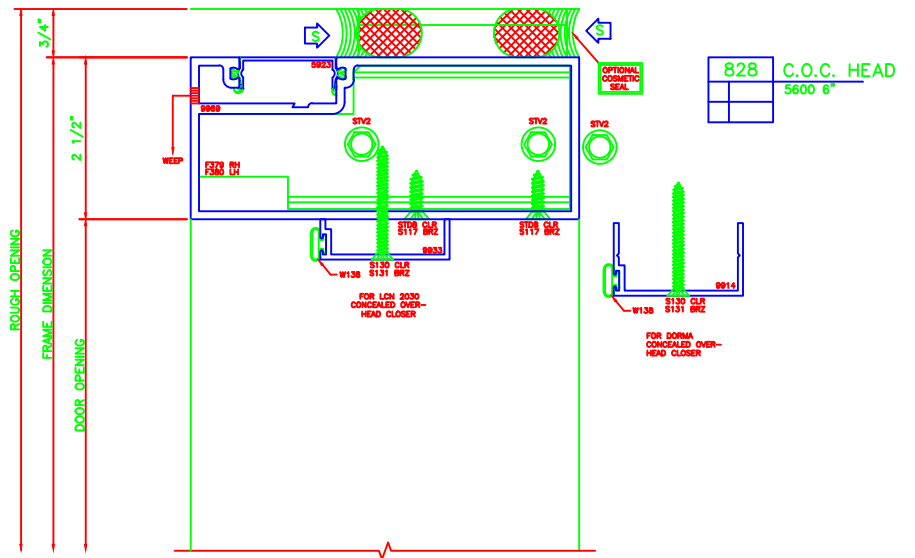 3/4"
S
S
OPTIONAL
COSMETIC
SEAL
828 C.O.C. HEAD
5600 6"
5923
9969
WEEP
2 1/2"
STV2
STV2
STV2
F379 RH
F380 LH
STD8 CLR
S117 BRZ
STD8 CLR
S117 BRZ
9933
W138
S130 CLR
S131 BRZ
FOR LCN 2030
CONCEALED OVER-
HEAD CLOSER
9914
S130 CLR
S131 BRZ
W138
FOR DORMA
CONCEALED OVER-
HEAD CLOSER
ROUGH OPENING
FRAME DIMENSION
DOOR OPENING